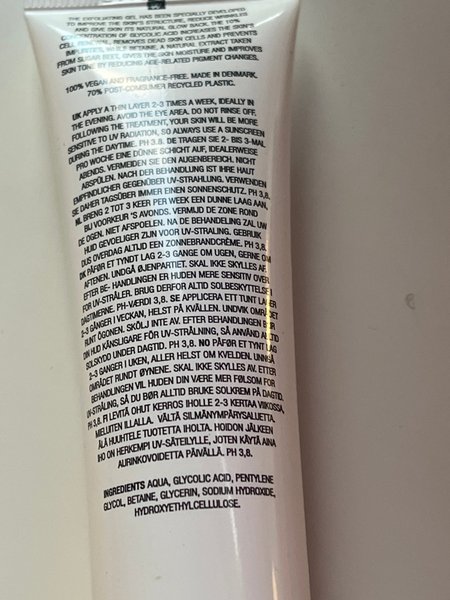 THE EXFOLIATING GEL HAS BEEN SPECIALLY DEVELOPED
TO IMPROVE THE SKIN'S STRUCTURE, REDUCE WRINKLES
AND GIVE SKIN ITS NATURAL GLOW BACK. THE 10%
CONCENTRATION OF GLYCOLIC ACID INCREASES THE SKIN'S
CELL RENEWAL, REMOVES DEAD SKIN CELLS AND PREVENTS
IMPURITIES, WHILE BETAINE, A NATURAL EXTRACT TAKEN
FROM SUGAR BEET, GIVES THE SKIN MOISTURE AND IMPROVES
SKIN TONE BY REDUCING AGE-RELATED PIGMENT CHANGES.
100% VEGAN AND FRAGRANCE-FREE. MADE IN DENMARK.
70% POST-COMSUMER RECYCLED PLASTIC.
UK APPLY A THIN LAYER 2-3 TIMES A WEEK, IDEALLY IN
THE EVENING. AVOID THE EYE AREA. DO NOT RINSE OFF.
FOLLOWING THE TREATMENT, YOUR SKIN WILL BE MORE
SENSITIVE TO UV RADIATION, SO ALWAYS USE A SUNSCREEN
DURING THE DAYTIME. PH 3,8. DE TRAGEN SIE 2- BIS 3-MAL
PRO WOCHE EINE DÜNNE SCHICHT AUF, IDEALERWEISE
ABENDS. VERMEIDEN SIE DEN AUGENBEREICH. NICHT
ABSPÜLEN. NACH DER BEHANDLUNG IST IHRE HAUT
EMPFINDLICHER GEGENÜBER UV-STRAHLUNG. VERWENDEN
SIE DAHER TAGSÜBER IMMER EINEN SONNENSCHUTZ. PH 3,8.
NL BRENG 2 TOT 3 KEER PER WEEK EEN DUNNE LAAG AAN,
BIJ VOORKEUR 'S AVONDS. VERMIJD DE ZONE ROND
DE OGEN. NIET AFSPOELEN. NA DE BEHANDELING ZAL UW
HUID GEVOELIGER ZIJN VOOR UV-STRALING. GEBRUIK
DUS OVERDAG ALTIJD EEN ZONNEBRANDCRÈME. PH 3,8.
DK PÅFØR ET TYNDT LAG 2-3 GANGE OM UGEN, GERNE OM
AFTENEN. UNDGÅ ØJENPARTIET. SKAL IKKE SKYLLES AF.
EFTER BE- HANDLINGEN ER HUDEN MERE SENSITIV OVER
FOR UV-STRÅLER. BRUG DERFOR ALTID SOLBESKYTTELSE I
DAGTIMERNE. PH-VÆRDI 3,8. SE APPLICERA ETT TUNT LAGER
2-3 GÅNGER I VECKAN, HELST PÅ KVÄLLEN. UNDVIK OMRÅDET
RUNT ÖGONEN. SKÖLJ INTE AV. EFTER BEHANDLINGEN BLIR
DIN HUD KÄNSLIGARE FÖR UV-STRÅLNING, SÅ ANVÄND ALLTID
SOLSKYDD UNDER DAGTID. PH 3,8. NO PÅFØR ET TYNT LAG
2-3 GANGER I UKEN, ALLER HELST OM KVELDEN. UNNGÅ
OMRÅDET RUNDT ØYNENE. SKAL IKKE SKYLLES AV. ETTER
BEHANDLINGEN VIL HUDEN DIN VÆRE MER FØLSOM FOR
UV-STRÅLING, SÅ DU BØR ALLTID BRUKE SOLKREM PÅ DAGTID.
PH 3,8. FI LEVITÄ OHUT KERROS IHOLLE 2-3 KERTAA VIIKOSSA,
MIELUITEN ILLALLA. VÄLTÄ SILMÄNYMPÄRYSALUETTA.
ÄLÄ HUUHTELE TUOTETTA IHOLTA. HOIDON JÄLKEEN
IHO ON HERKEMPI UV-SÄTEILYLLE, JOTEN KÄYTÄ AINA
AURINKOVOIDETTA PÄIVÄLLÄ. PH 3,8.
INGREDIENTS AQUA, GLYCOLIC ACID, PENTYLENE
GLYCOL, BETAINE, GLYCERIN, SODIUM HYDROXIDE,
HYDROXYETHYLCELLULOSE.